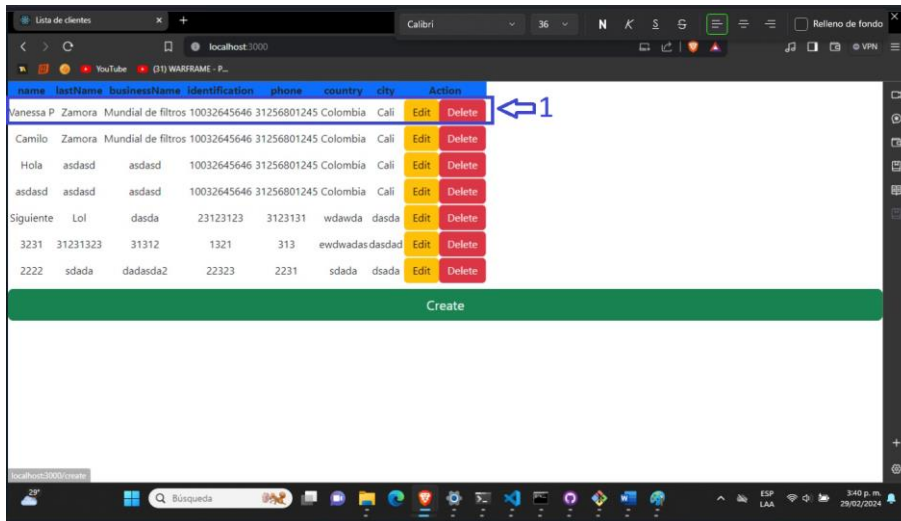 Lista de clientes
Calibri 36 N K S S Relleno de fondo
localhost:3000 VPN
YouTube (31) WARFRAME - P...
name lastName businessName identification phone country city Action
Vanessa P Zamora Mundial de filtros 10032645646 31256801245 Colombia Cali Edit Delete 1
Camilo Zamora Mundial de filtros 10032645646 31256801245 Colombia Cali Edit Delete
Hola asdasd asdasd 10032645646 31256801245 Colombia Cali Edit Delete
asdasd asdasd asdasd 10032645646 31256801245 Colombia Cali Edit Delete
Siguiente Lol dasda 23123123 3123131 wdawda dasda Edit Delete
3231 31231323 31312 1321 313 ewdwadas dasdad Edit Delete
2222 sdada dadasda2 22323 2231 sdada dsada Edit Delete
Create
localhost:3000/create
29° Búsqueda ESP LAA 3:40 p. m. 29/02/2024